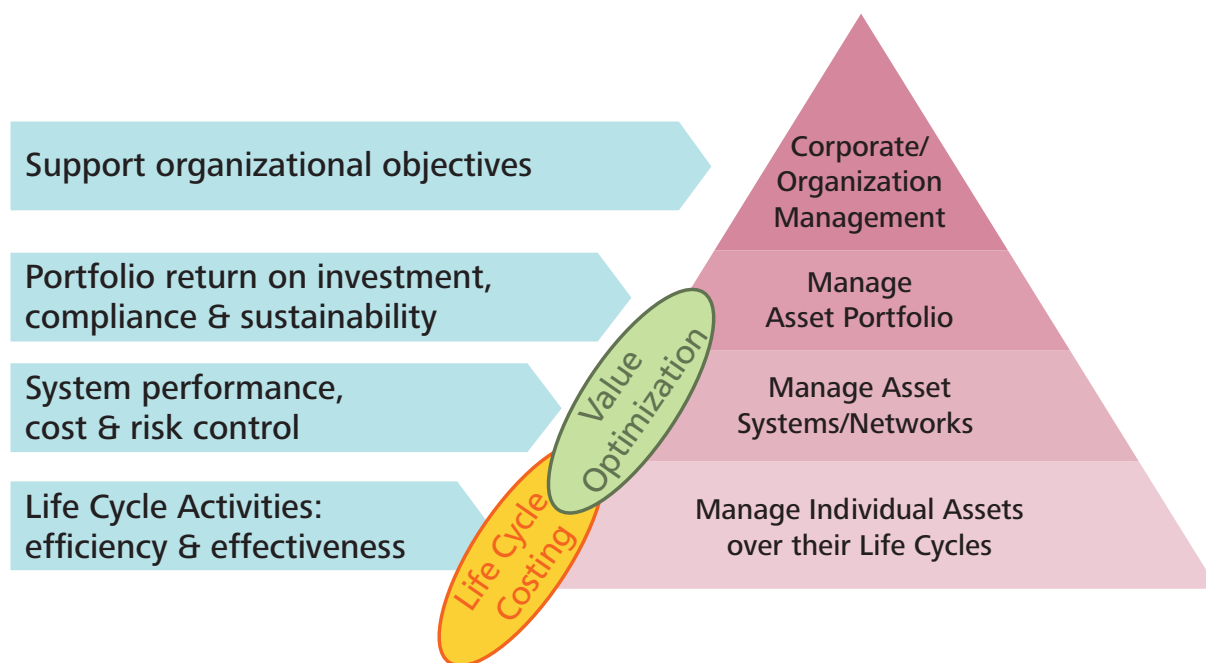 Support organizational objectives
Corporate/
Organization
Management
Portfolio return on investment,
compliance & sustainability
Manage
Asset Portfolio
System performance,
cost & risk control
Value
Optimization
Manage Asset
Systems/Networks
Life Cycle Activities:
efficiency & effectiveness
Life Cycle
Costing
Manage Individual Assets
over their Life Cycles